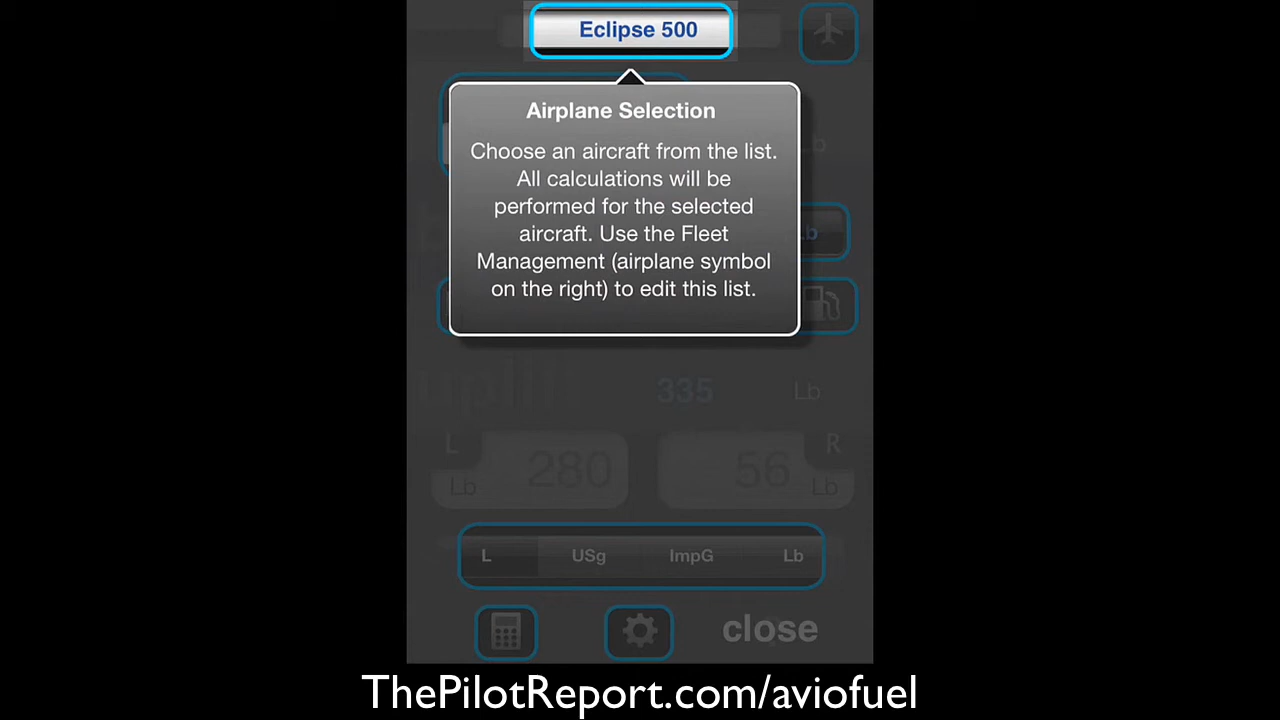 Eclipse 500
Airplane Selection
Choose an aircraft from the list.
All calculations will be
performed for the selected
aircraft. Use the Fleet
Management (airplane symbol
on the right) to edit this list.
335 Lb
L R
280 56
Lb Lb
L USg ImpG Lb
close
ThePilotReport.com/aviofuel